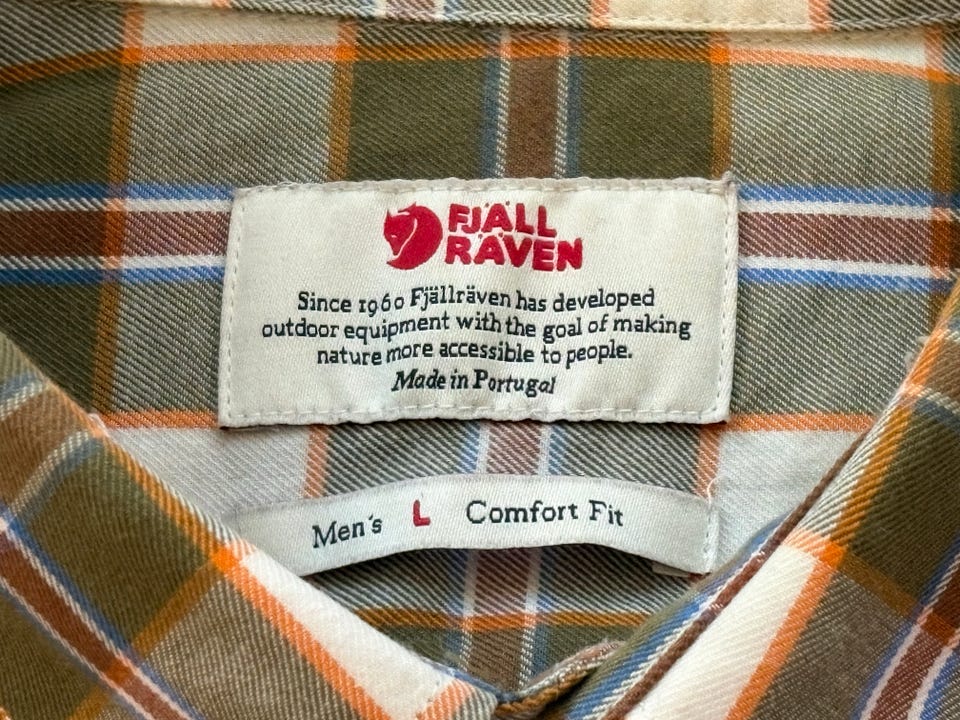 FJÄLL
RÄVEN
Since 1960 Fjällräven has developed
outdoor equipment with the goal of making
nature more accessible to people.
Made in Portugal
Men's L Comfort Fit